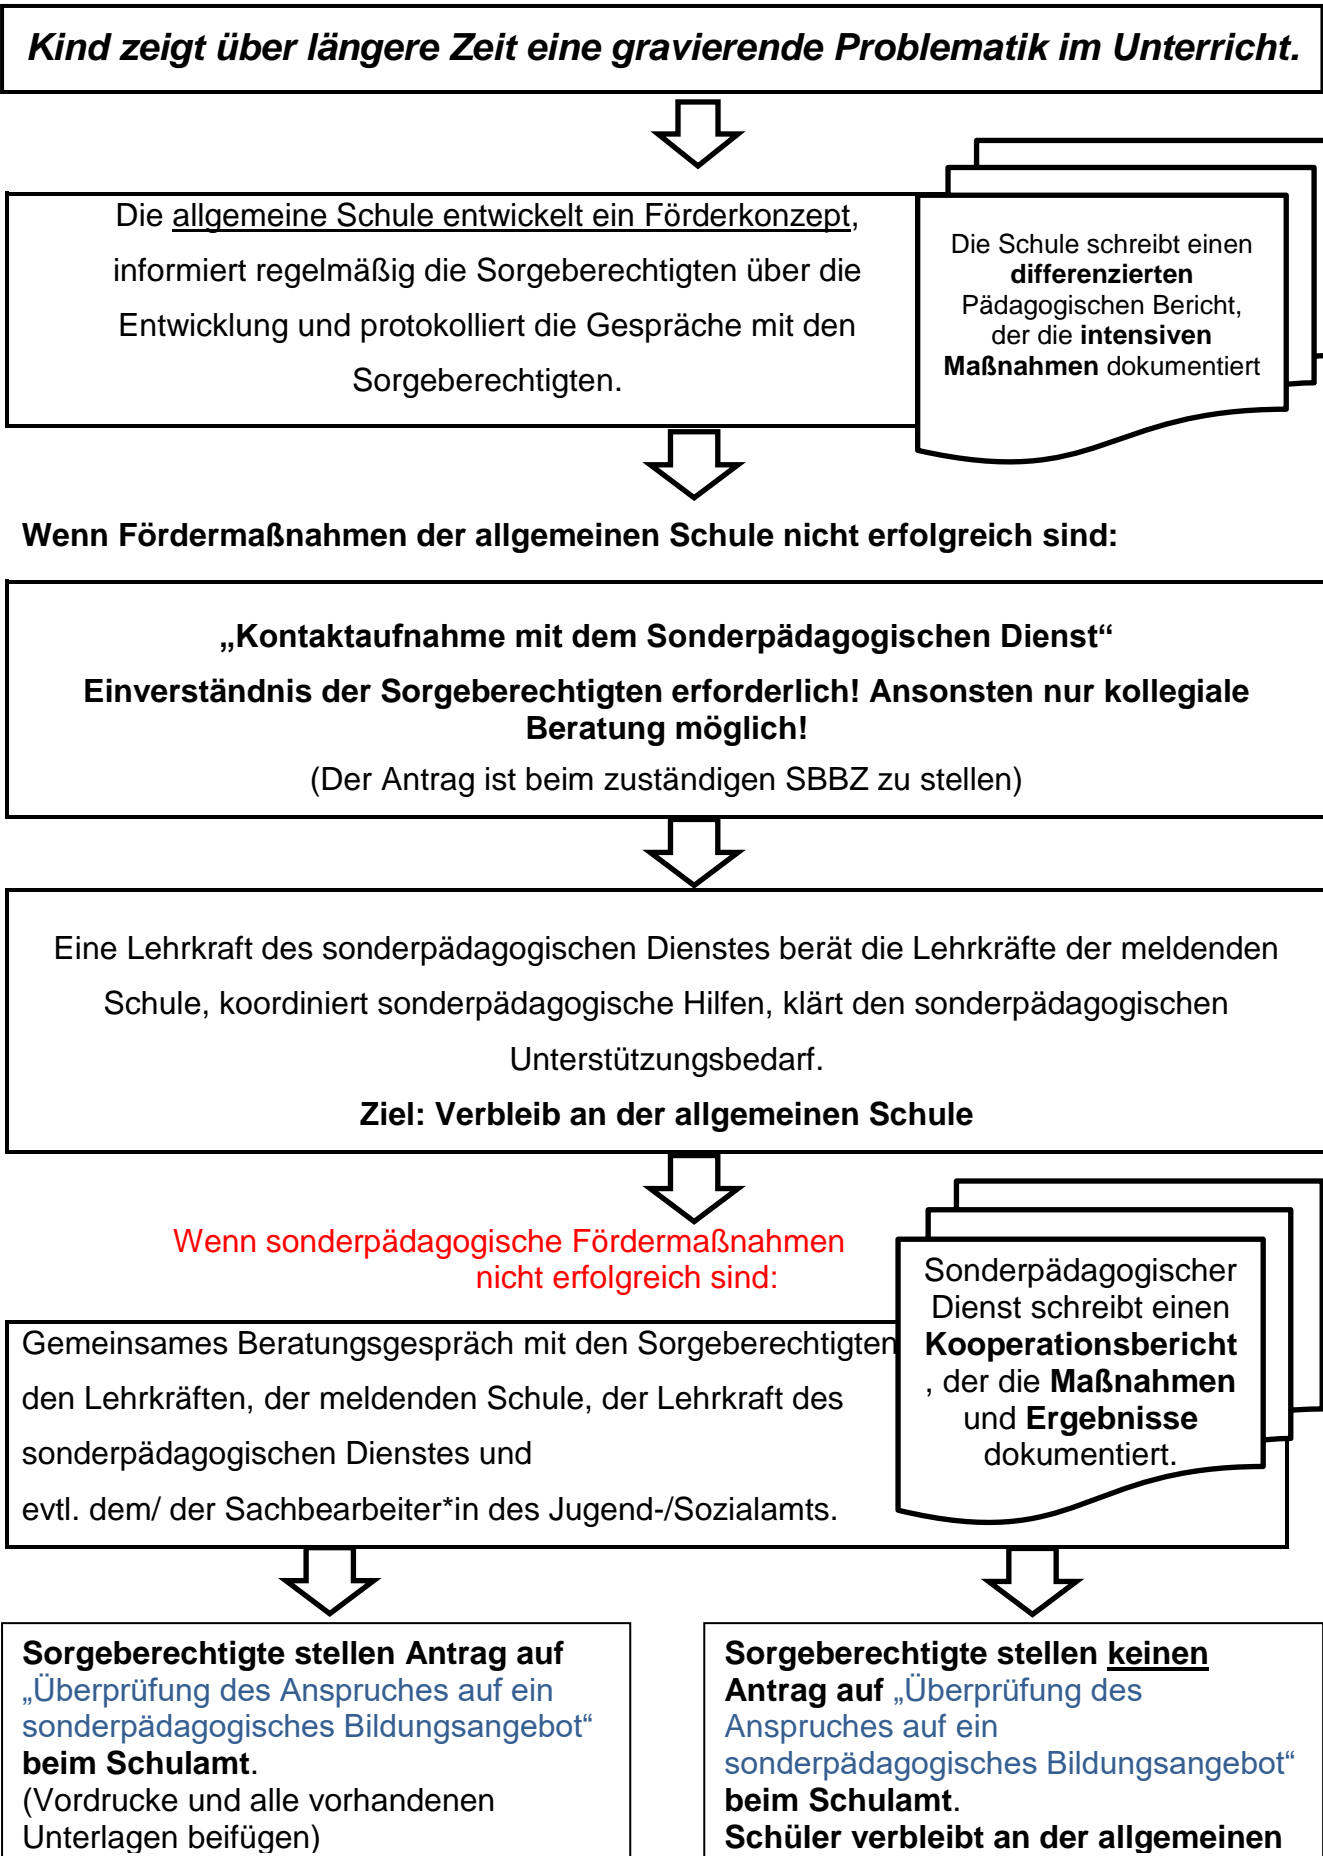 Kind zeigt über längere Zeit eine gravierende Problematik im Unterricht.
Die allgemeine Schule entwickelt ein Förderkonzept,
informiert regelmäßig die Sorgeberechtigten über die
Entwicklung und protokolliert die Gespräche mit den
Sorgeberechtigten.
Die Schule schreibt einen
differenzierten
Pädagogischen Bericht,
der die intensiven
Maßnahmen dokumentiert
Wenn Fördermaßnahmen der allgemeinen Schule nicht erfolgreich sind:
„Kontaktaufnahme mit dem Sonderpädagogischen Dienst“
Einverständnis der Sorgeberechtigten erforderlich! Ansonsten nur kollegiale
Beratung möglich!
(Der Antrag ist beim zuständigen SBBZ zu stellen)
Eine Lehrkraft des sonderpädagogischen Dienstes berät die Lehrkräfte der meldenden
Schule, koordiniert sonderpädagogische Hilfen, klärt den sonderpädagogischen
Unterstützungsbedarf.
Ziel: Verbleib an der allgemeinen Schule
Wenn sonderpädagogische Fördermaßnahmen
nicht erfolgreich sind:
Gemeinsames Beratungsgespräch mit den Sorgeberechtigten
den Lehrkräften, der meldenden Schule, der Lehrkraft des
sonderpädagogischen Dienstes und
evtl. dem/ der Sachbearbeiter*in des Jugend-/Sozialamts.
Sonderpädagogischer
Dienst schreibt einen
Kooperationsbericht
, der die Maßnahmen
und Ergebnisse
dokumentiert.
Sorgeberechtigte stellen Antrag auf
„Überprüfung des Anspruches auf ein
sonderpädagogisches Bildungsangebot“
beim Schulamt.
(Vordrucke und alle vorhandenen
Unterlagen beifügen)
Sorgeberechtigte stellen keinen
Antrag auf „Überprüfung des
Anspruches auf ein
sonderpädagogisches Bildungsangebot“
beim Schulamt.
Schüler verbleibt an der allgemeinen